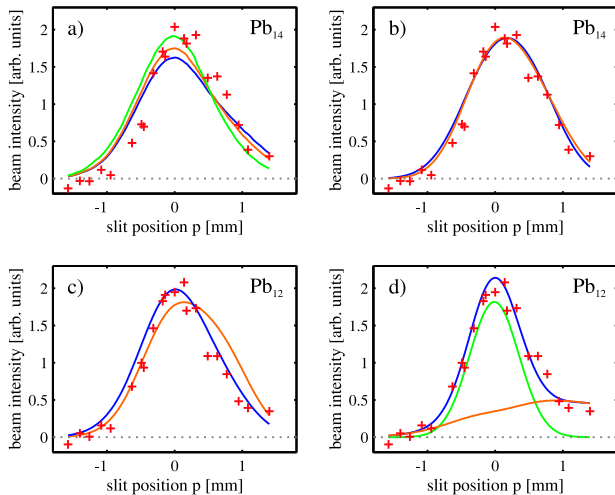 a) Pb14
beam intensity [arb. units]
2
1.5
1
0.5
0
-1 0 1
slit position p [mm]
b) Pb14
beam intensity [arb. units]
2
1.5
1
0.5
0
-1 0 1
slit position p [mm]
c) Pb12
beam intensity [arb. units]
2
1.5
1
0.5
0
-1 0 1
slit position p [mm]
d) Pb12
beam intensity [arb. units]
2
1.5
1
0.5
0
-1 0 1
slit position p [mm]